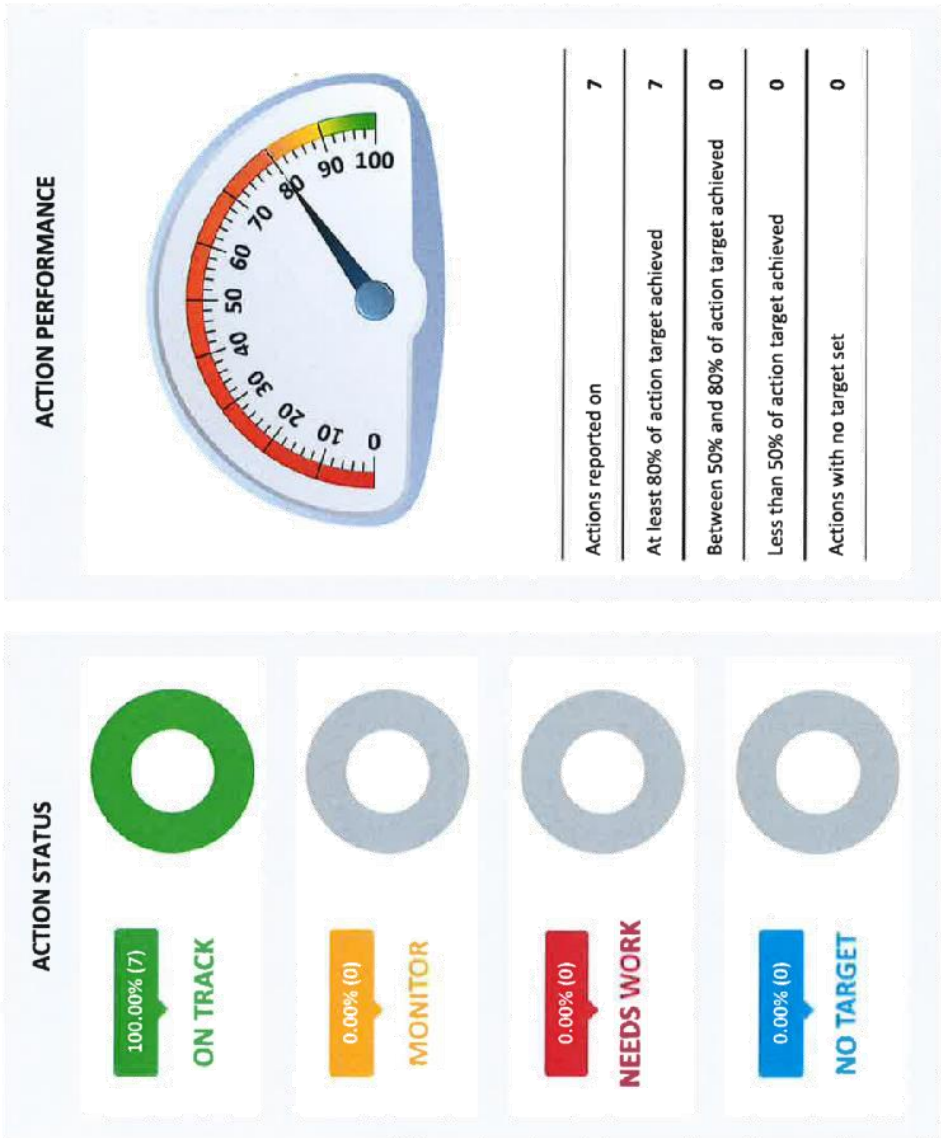 ACTION STATUS
100.00% (7)
ON TRACK
0.00% (0)
MONITOR
0.00% (0)
NEEDS WORK
0.00% (0)
NO TARGET
ACTION PERFORMANCE
0
10
20
30
40
50
60
70
80
90
100
Actions reported on 7
At least 80% of action target achieved 7
Between 50% and 80% of action target achieved 0
Less than 50% of action target achieved 0
Actions with no target set 0